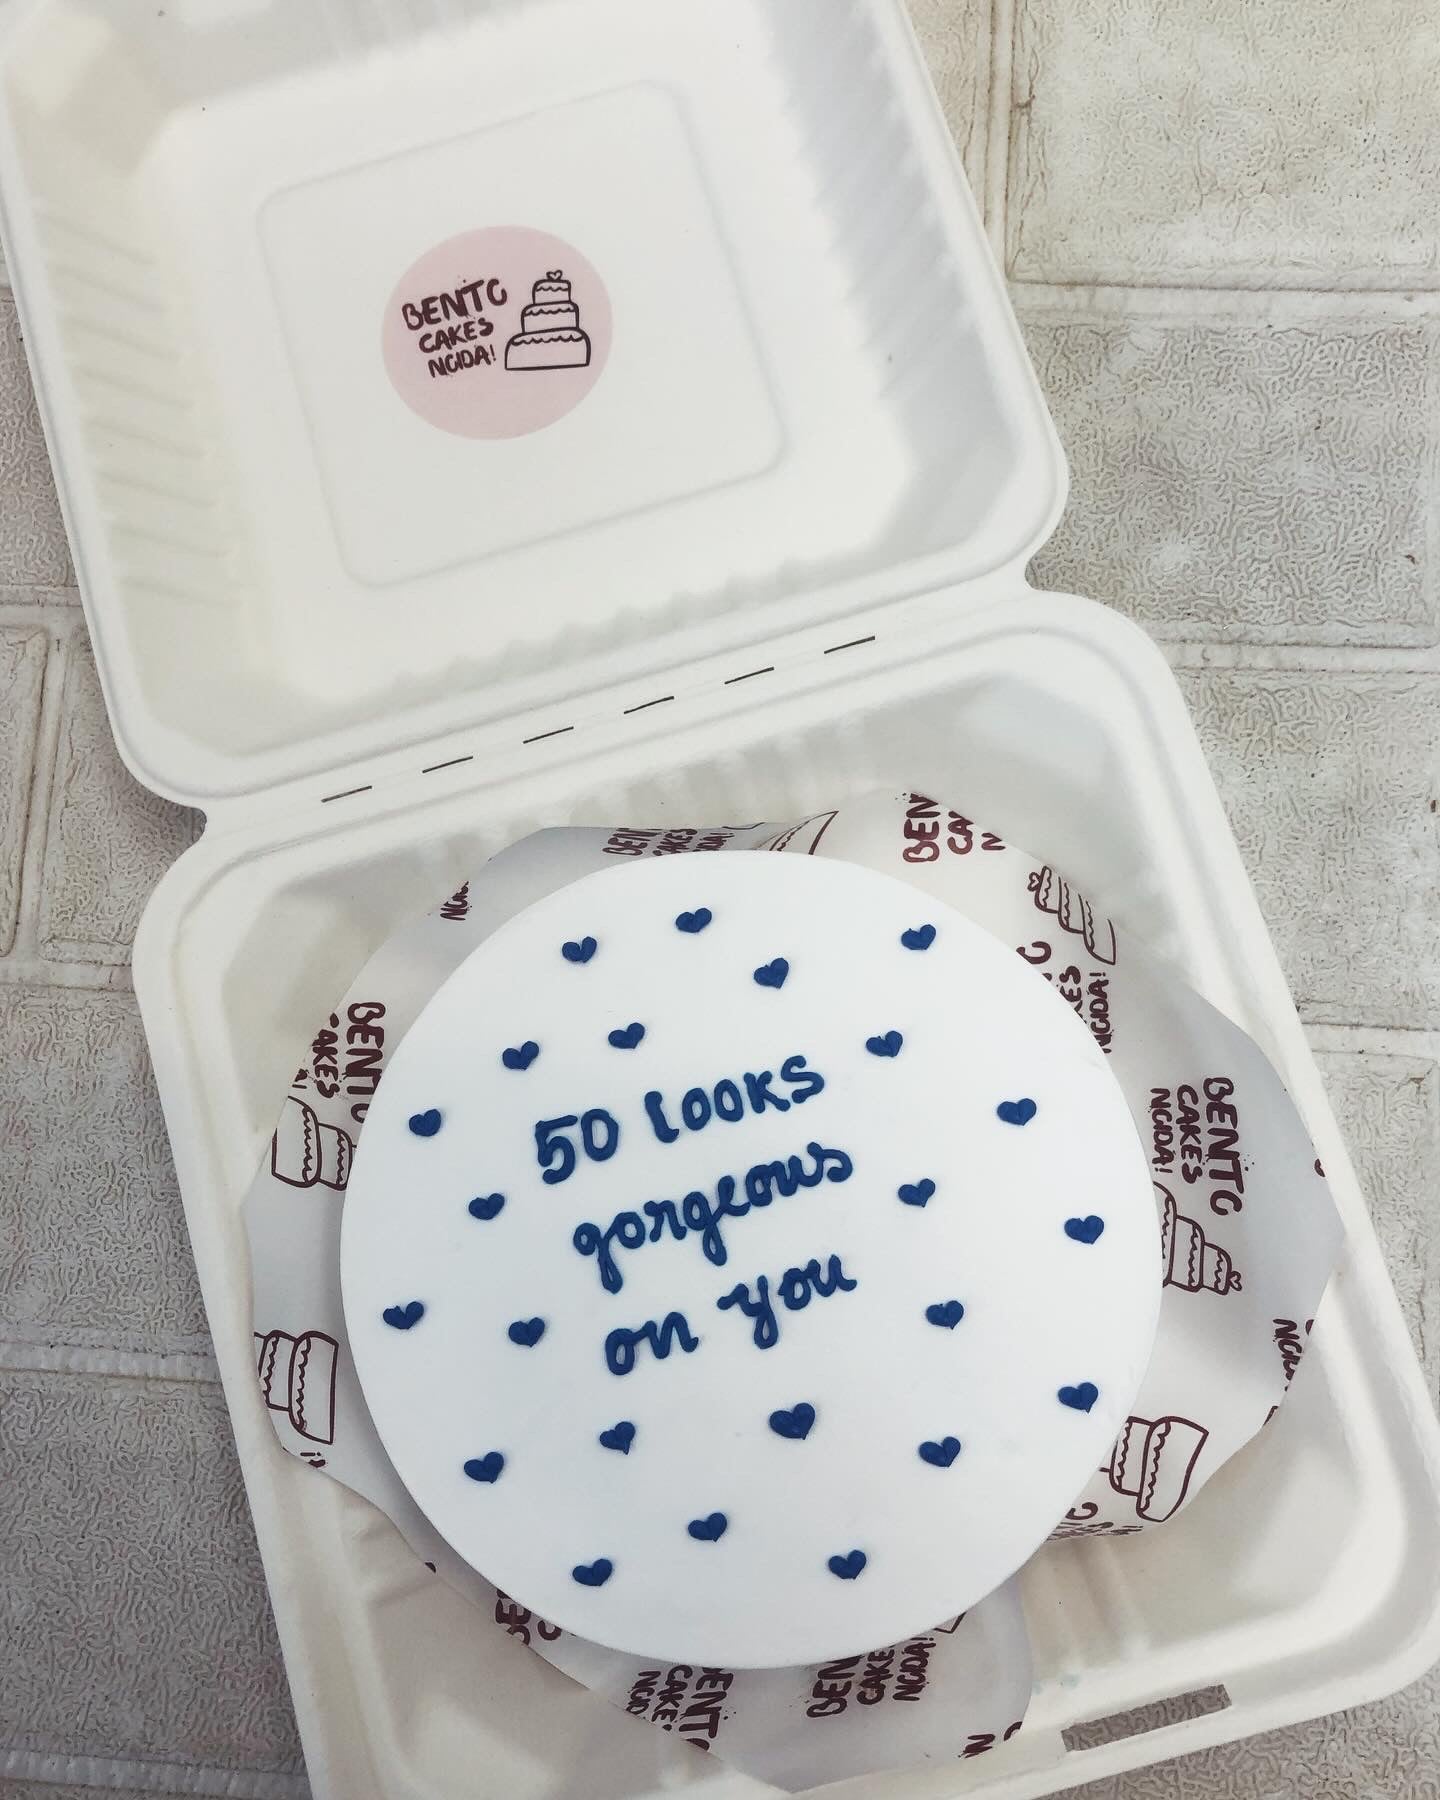 BENTO
CAKES
NOIDA!
50 looks
gorgeous
on you
BENTO
CAKES
NOIDA!